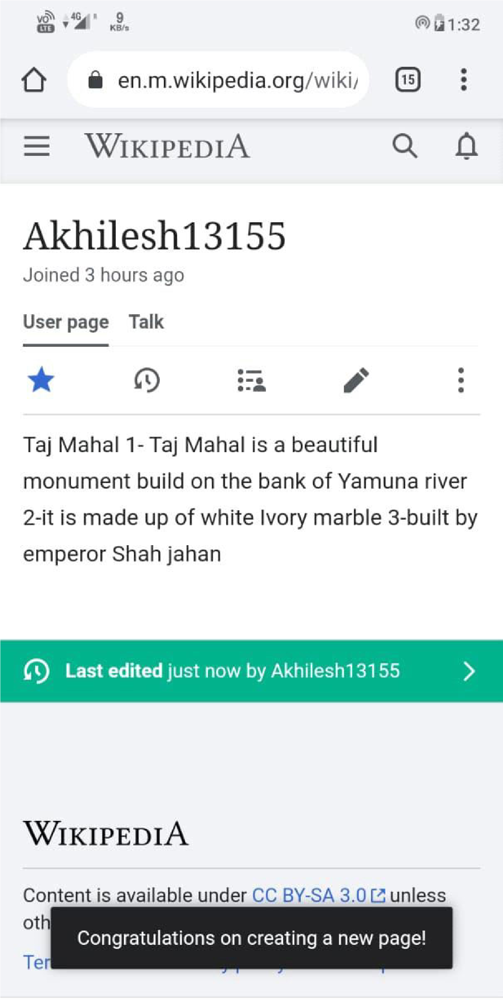 VO LTE 4G R 9 KB/s 1:32
en.m.wikipedia.org/wiki/ 15
WIKIPEDIA
Akhilesh13155
Joined 3 hours ago
User page Talk
Taj Mahal 1- Taj Mahal is a beautiful
monument build on the bank of Yamuna river
2-it is made up of white Ivory marble 3-built by
emperor Shah jahan
Last edited just now by Akhilesh13155
WIKIPEDIA
Content is available under CC BY-SA 3.0 unless
oth
Congratulations on creating a new page!
Ter